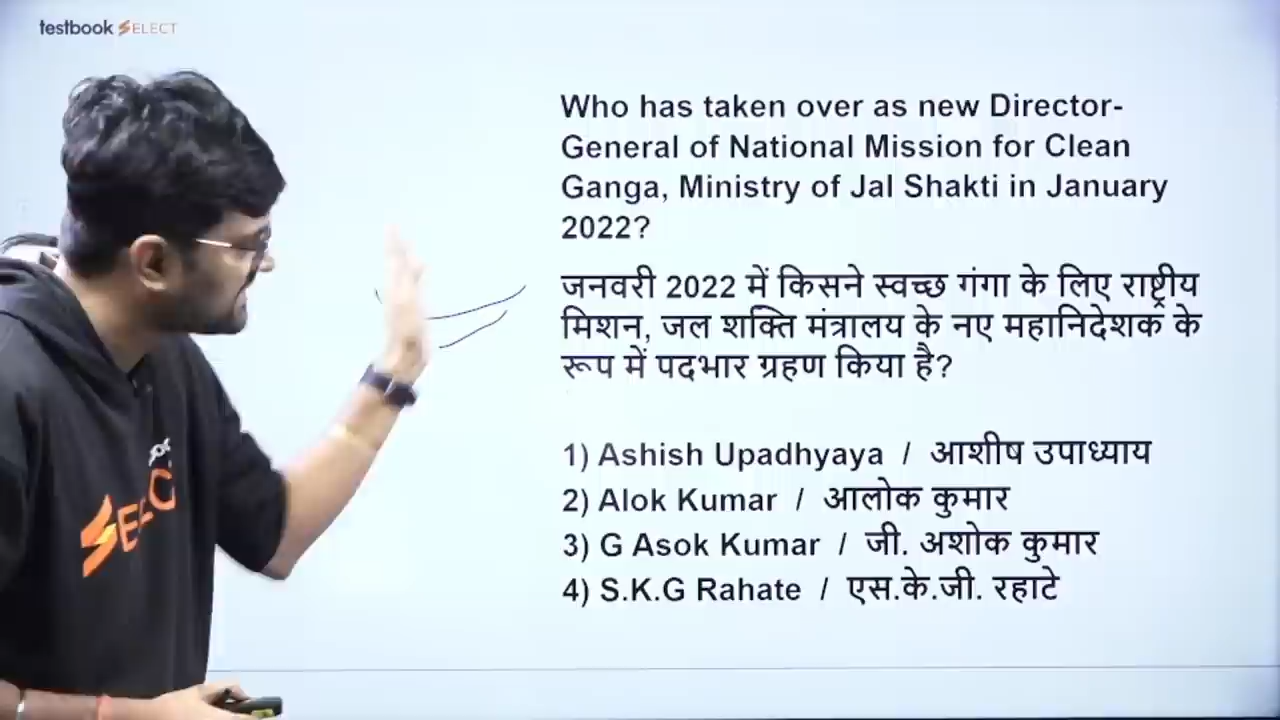 testbook SELECT
Who has taken over as new Director-
General of National Mission for Clean
Ganga, Ministry of Jal Shakti in January
2022?
जनवरी 2022 में किसने स्वच्छ गंगा के लिए राष्ट्रीय
मिशन, जल शक्ति मंत्रालय के नए महानिदेशक के
रूप में पदभार ग्रहण किया है?
1) Ashish Upadhyaya / आशीष उपाध्याय
2) Alok Kumar / आलोक कुमार
3) G Asok Kumar / जी. अशोक कुमार
4) S.K.G Rahate / एस.के.जी. रहाटे
SELECT